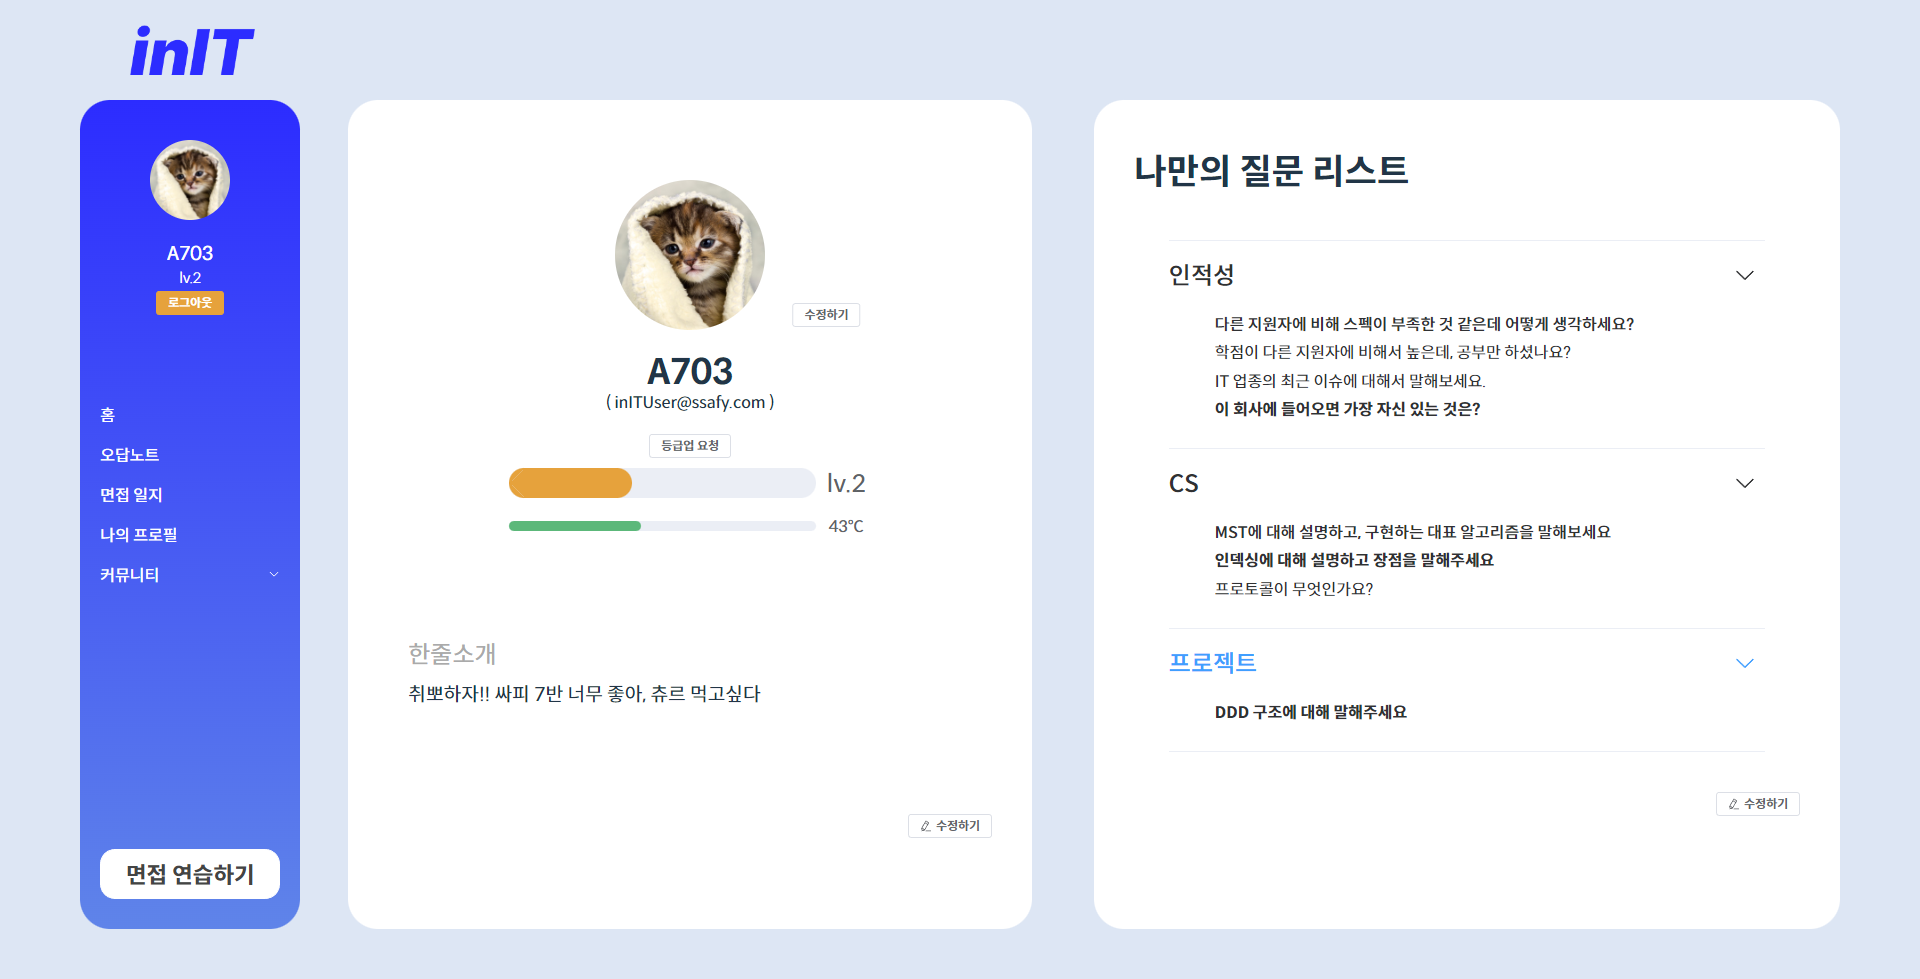 inIT
A703
lv.2
로그아웃
홈
오답노트
면접 일지
나의 프로필
커뮤니티
면접 연습하기
수정하기
A703
( inITUser@ssafy.com )
등급업 요청
lv.2
43℃
한줄소개
취뽀하자!! 싸피 7반 너무 좋아, 츄르 먹고싶다
수정하기
나만의 질문 리스트
인적성
다른 지원자에 비해 스펙이 부족한 것 같은데 어떻게 생각하세요?
학점이 다른 지원자에 비해서 높은데, 공부만 하셨나요?
IT 업종의 최근 이슈에 대해서 말해보세요.
이 회사에 들어오면 가장 자신 있는 것은?
CS
MST에 대해 설명하고, 구현하는 대표 알고리즘을 말해보세요
인덱싱에 대해 설명하고 장점을 말해주세요
프로토콜이 무엇인가요?
프로젝트
DDD 구조에 대해 말해주세요
수정하기